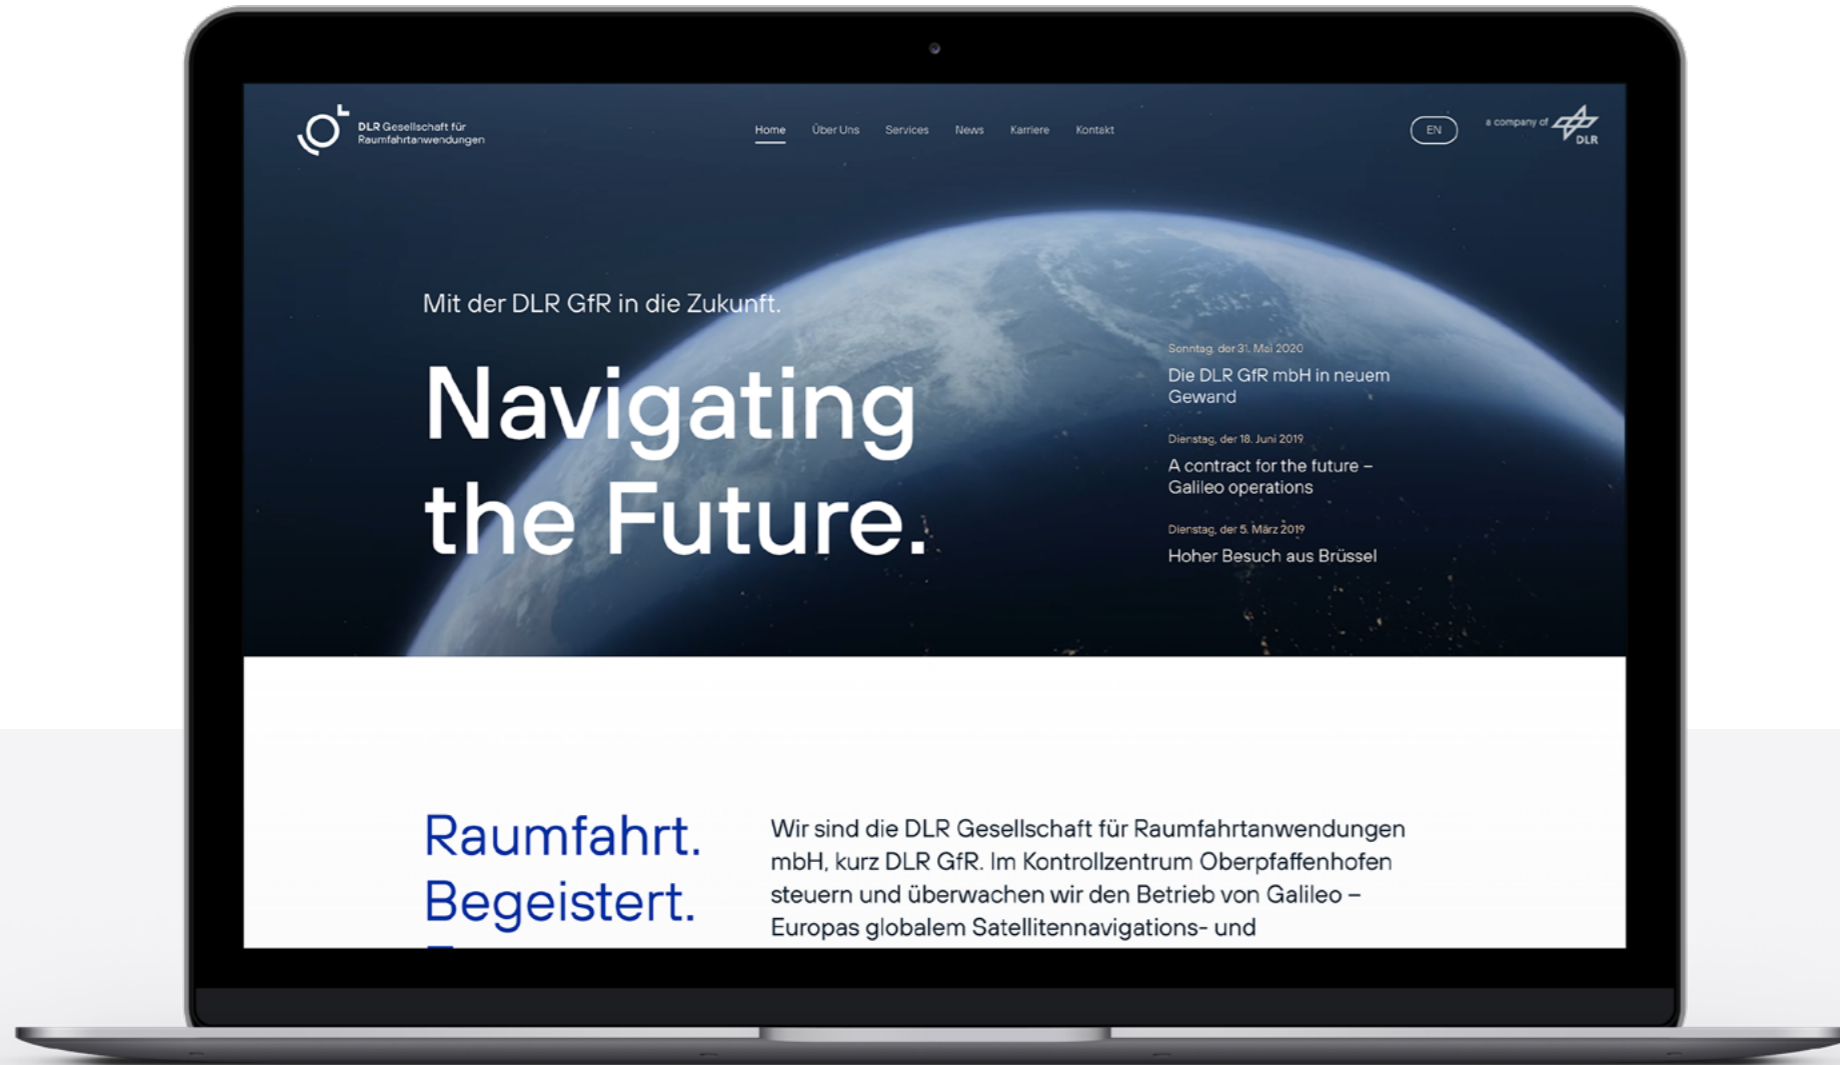 DLR Gesellschaft für
Raumfahrtanwendungen
Home Über Uns Services News Karriere Kontakt
EN
a company of
DLR
Mit der DLR GfR in die Zukunft.
Navigating
the Future.
Sonntag, der 31. Mai 2020
Die DLR GfR mbH in neuem
Gewand
Dienstag, der 18. Juni 2019
A contract for the future –
Galileo operations
Dienstag, der 5. März 2019
Hoher Besuch aus Brüssel
Raumfahrt.
Begeistert.
Wir sind die DLR Gesellschaft für Raumfahrtanwendungen
mbH, kurz DLR GfR. Im Kontrollzentrum Oberpfaffenhofen
steuern und überwachen wir den Betrieb von Galileo –
Europas globalem Satellitennavigations- und